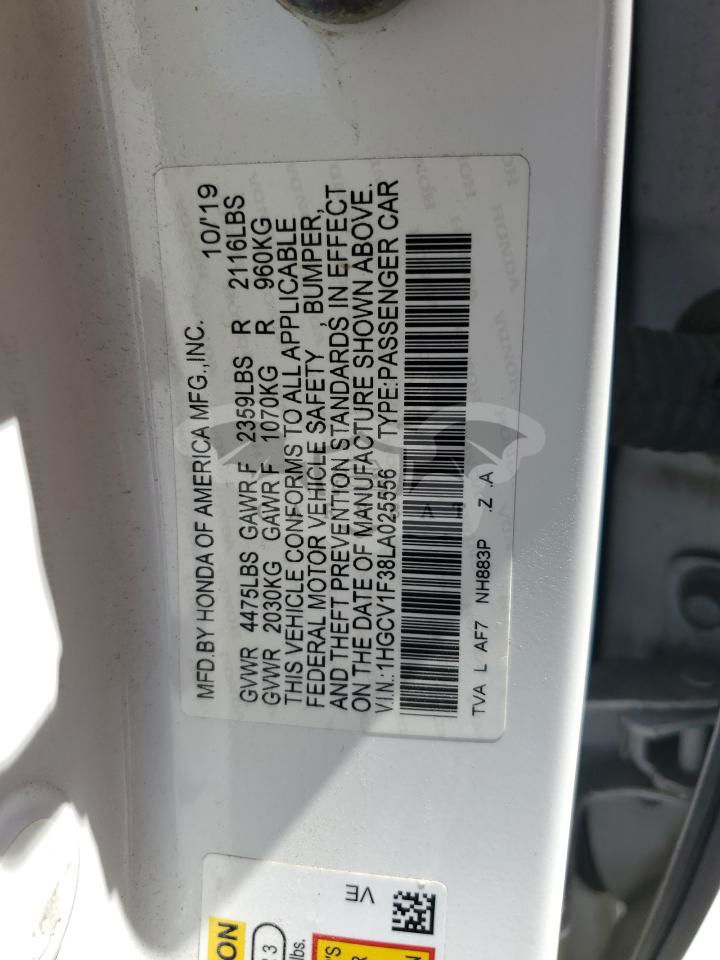 MFD.BY HONDA OF AMERICA MFG.,INC. 10/'19
GVWR 4475LBS GAWR F 2359LBS R 2116LBS
GVWR 2030KG GAWR F 1070KG R 960KG
THIS VEHICLE CONFORMS TO ALL APPLICABLE
FEDERAL MOTOR VEHICLE SAFETY , BUMPER,
AND THEFT PREVENTION STANDARDS IN EFFECT
ON THE DATE OF MANUFACTURE SHOWN ABOVE.
V.I.N.:1HGCV1F38LA025556 TYPE:PASSENGER CAR
TVA L AF7 NH883P .Z .A
VE